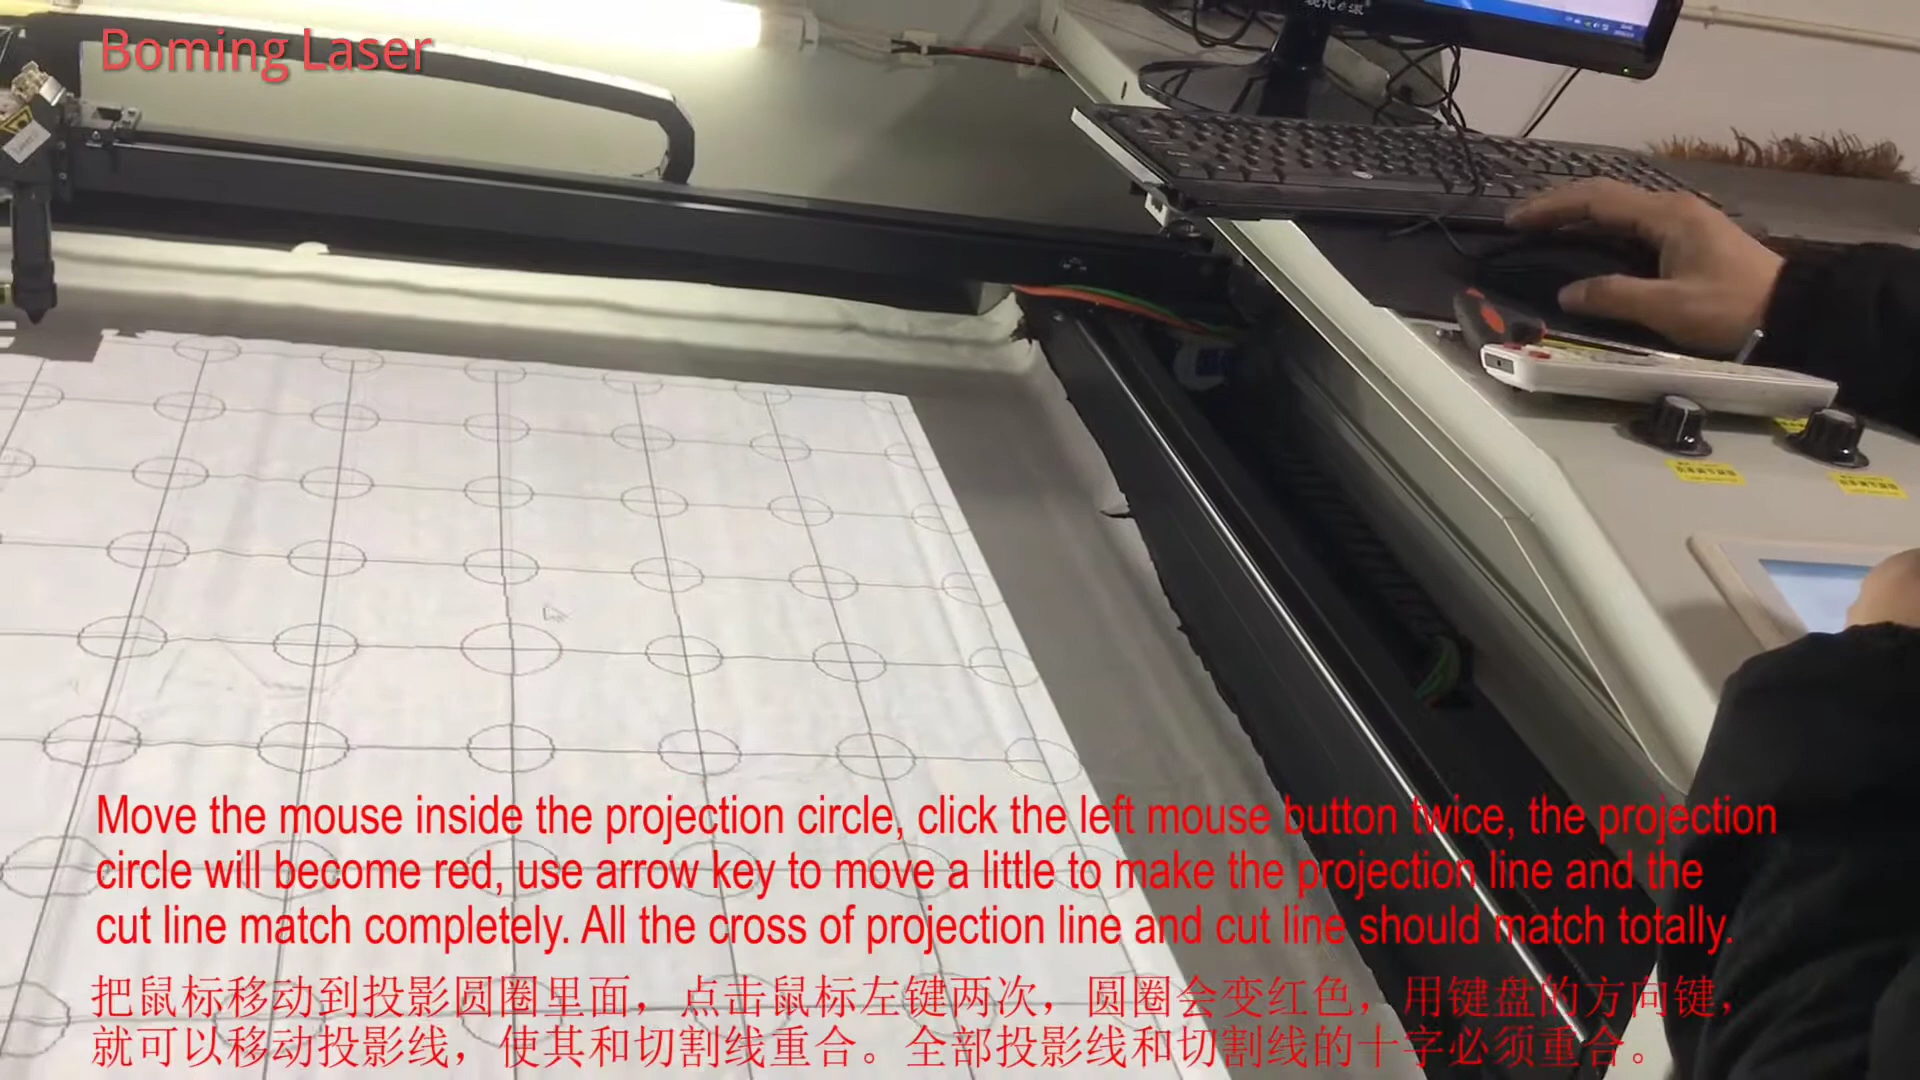 Boming Laser
现代e派
Move the mouse inside the projection circle, click the left mouse button twice, the projection
circle will become red, use arrow key to move a little to make the projection line and the
cut line match completely. All the cross of projection line and cut line should match totally.
把鼠标移动到投影圆圈里面，点击鼠标左键两次，圆圈会变红色，用键盘的方向键，
就可以移动投影线，使其和切割线重合。全部投影线和切割线的十字必须重合。